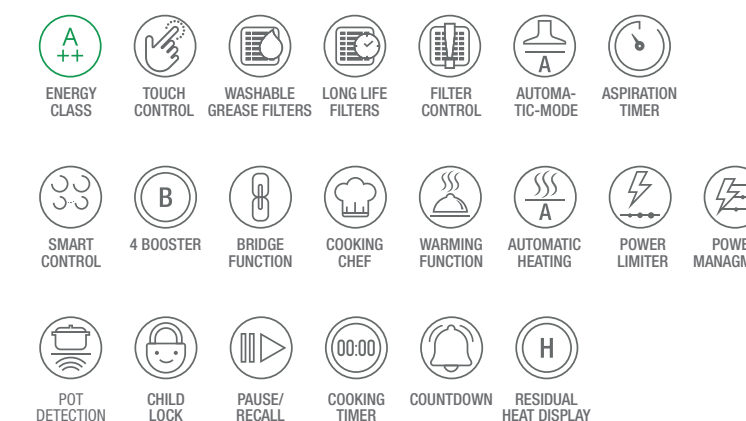 A
++
ENERGY
CLASS
TOUCH
CONTROL
WASHABLE
GREASE FILTERS
LONG LIFE
FILTERS
FILTER
CONTROL
A
AUTOMA-
TIC-MODE
ASPIRATION
TIMER
SMART
CONTROL
B
4 BOOSTER
BRIDGE
FUNCTION
COOKING
CHEF
WARMING
FUNCTION
A
AUTOMATIC
HEATING
POWER
LIMITER
POWE
MANAGM
POT
DETECTION
CHILD
LOCK
PAUSE/
RECALL
00:00
COOKING
TIMER
COUNTDOWN
H
RESIDUAL
HEAT DISPLAY